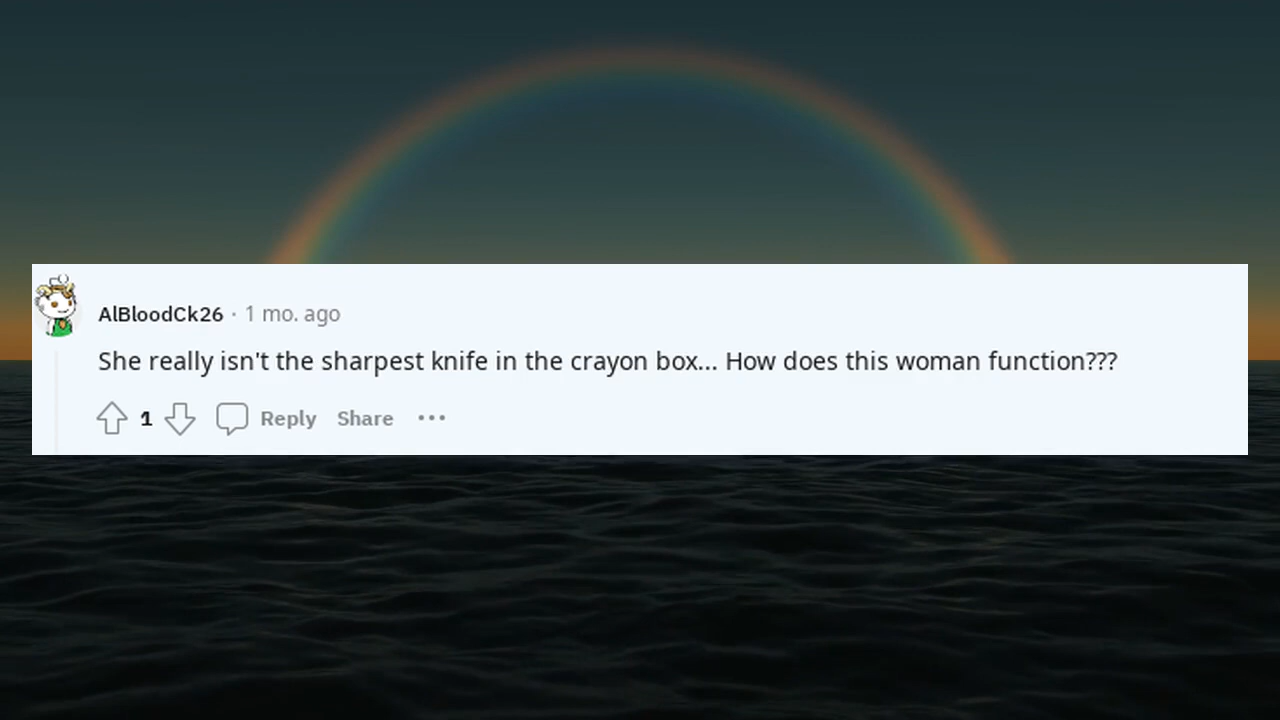 AlBloodCk26 · 1 mo. ago
She really isn't the sharpest knife in the crayon box... How does this woman function???
1 Reply Share ···